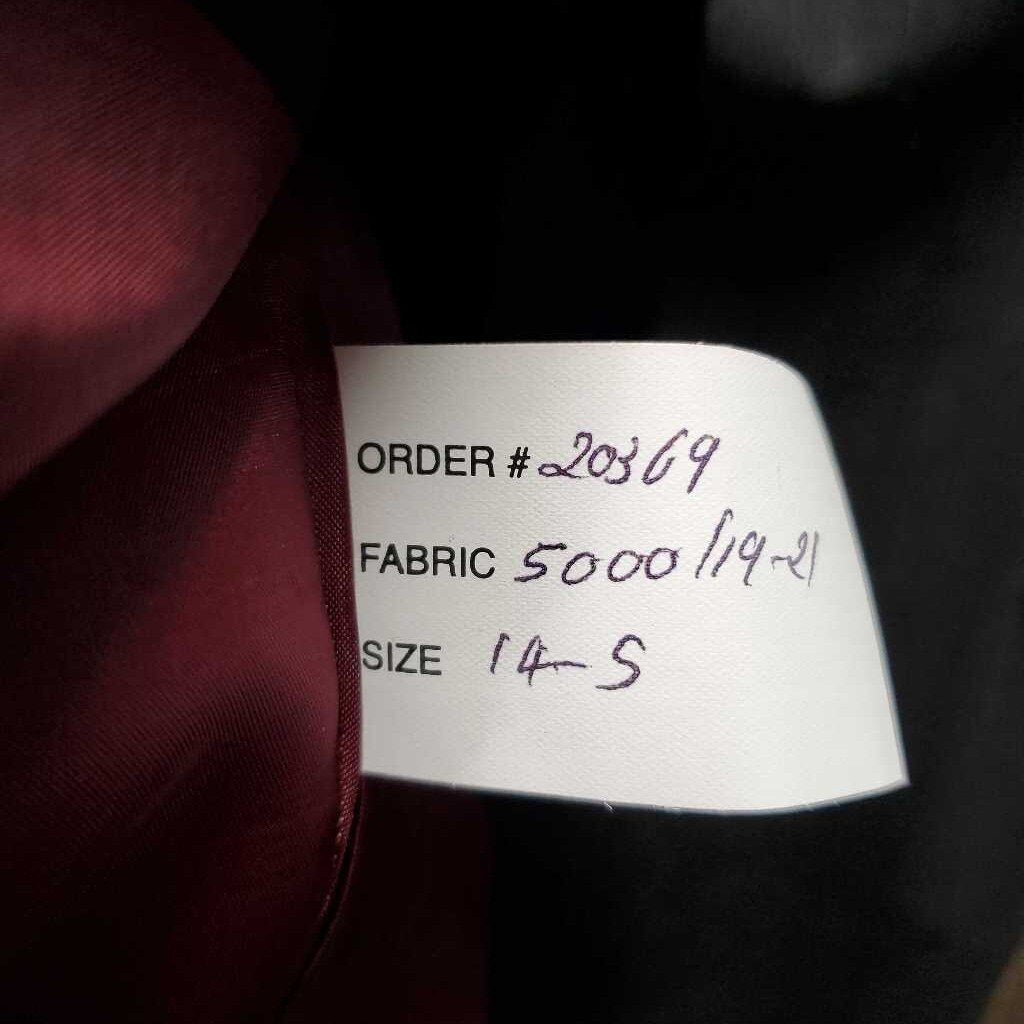 ORDER # 20369
FABRIC 5000/19-21
SIZE 14-S